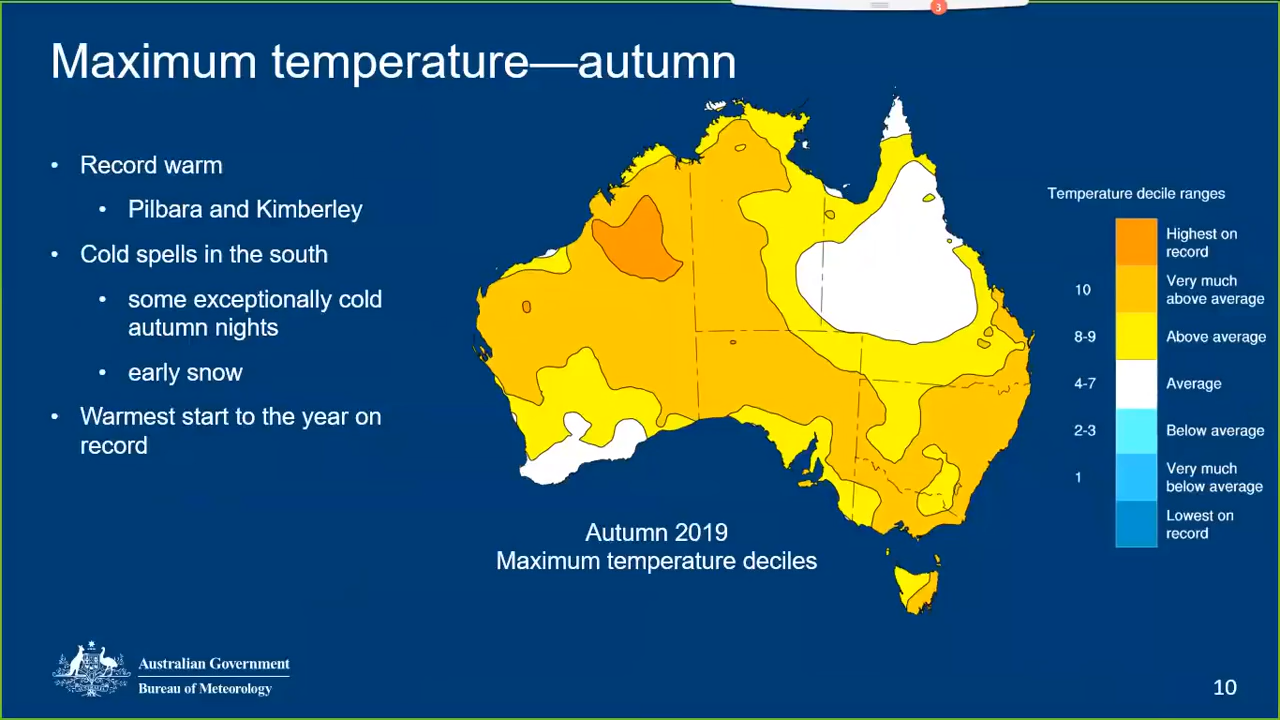 3
Maximum temperature—autumn
• Record warm
• Pilbara and Kimberley
• Cold spells in the south
• some exceptionally cold
autumn nights
• early snow
• Warmest start to the year on
record
Temperature decile ranges
Highest on
record
10 Very much
above average
8-9 Above average
4-7 Average
2-3 Below average
1 Very much
below average
Lowest on
record
Autumn 2019
Maximum temperature deciles
Australian Government
Bureau of Meteorology
10